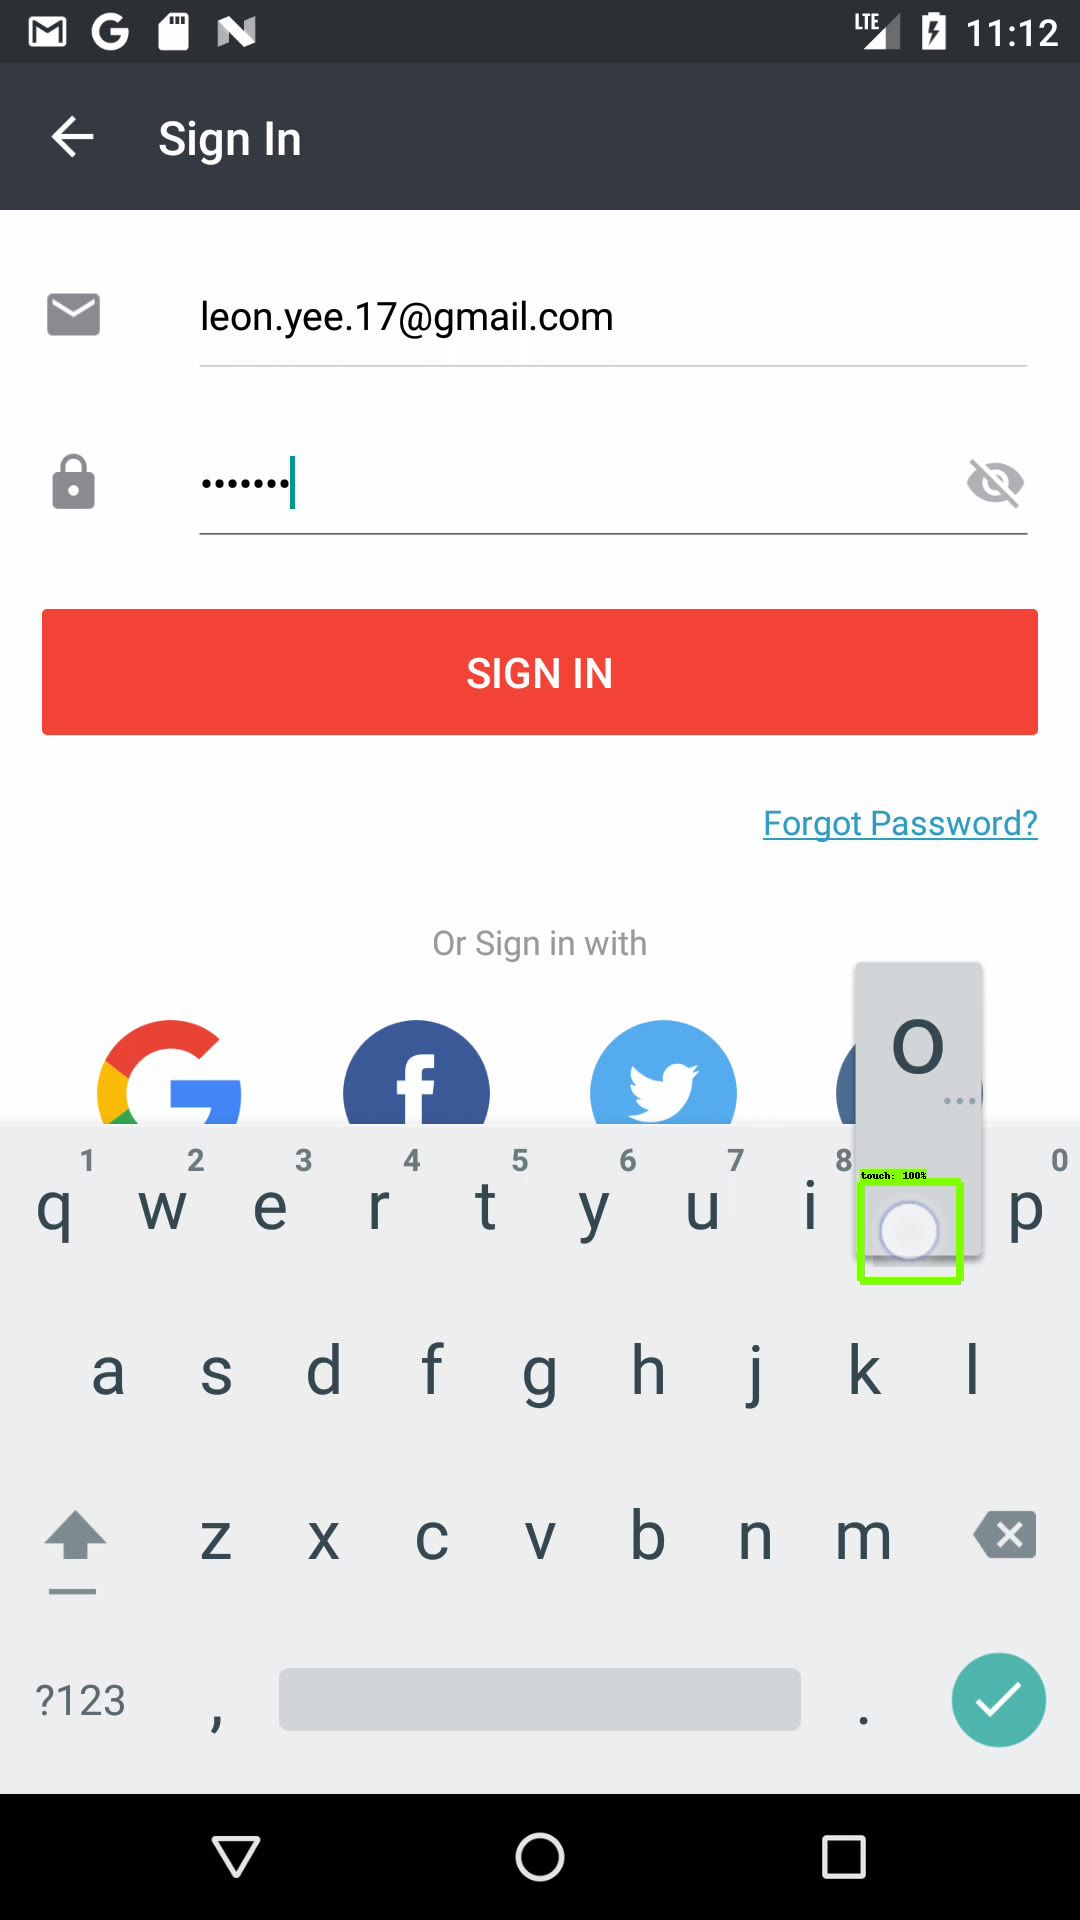 LTE 11:12
Sign In
leon.yee.17@gmail.com
•••••••
SIGN IN
Forgot Password?
Or Sign in with
o
...
1 2 3 4 5 6 7 8 0
q w e r t y u i p
touch: 100%
a s d f g h j k l
z x c v b n m
?123 , .